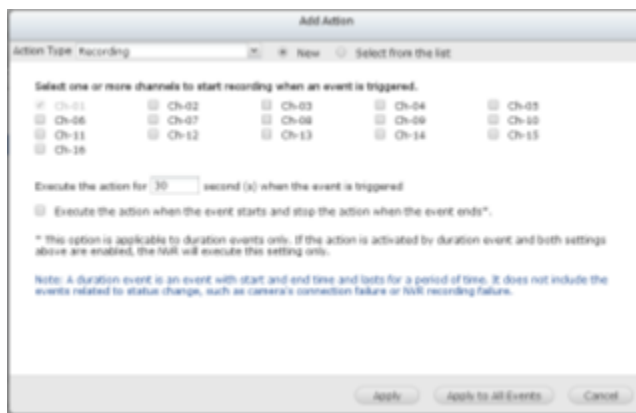 Add Action
Action Type Recording New Select from the list
Select one or more channels to start recording when an event is triggered.
Ch-01 Ch-02 Ch-03 Ch-04 Ch-05
Ch-06 Ch-07 Ch-08 Ch-09 Ch-10
Ch-11 Ch-12 Ch-13 Ch-14 Ch-15
Ch-16
Execute the action for 30 second (s) when the event is triggered
Execute the action when the event starts and stop the action when the event ends*.
* This option is applicable to duration events only. If the action is activated by duration event and both settings
above are enabled, the NVR will execute this setting only.
Note: A duration event is an event with start and end time and lasts for a period of time. It does not include the
events related to status change, such as camera's connection failure or NVR recording failure.
Apply Apply to All Events Cancel